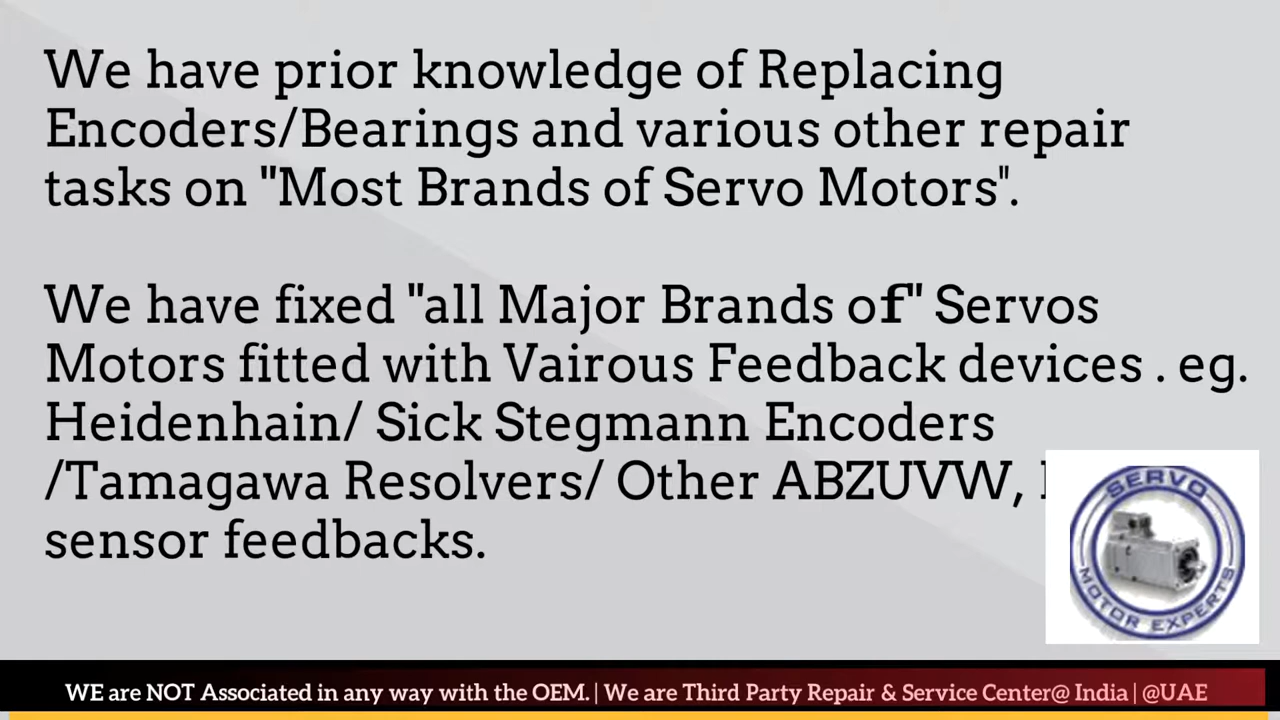 We have prior knowledge of Replacing
Encoders/Bearings and various other repair
tasks on "Most Brands of Servo Motors".
We have fixed "all Major Brands of" Servos
Motors fitted with Vairous Feedback devices . eg.
Heidenhain/ Sick Stegmann Encoders
/Tamagawa Resolvers/ Other ABZUVW,
sensor feedbacks.
SERVO
MOTOR EXPERTS
WE are NOT Associated in any way with the OEM. | We are Third Party Repair & Service Center@ India | @UAE